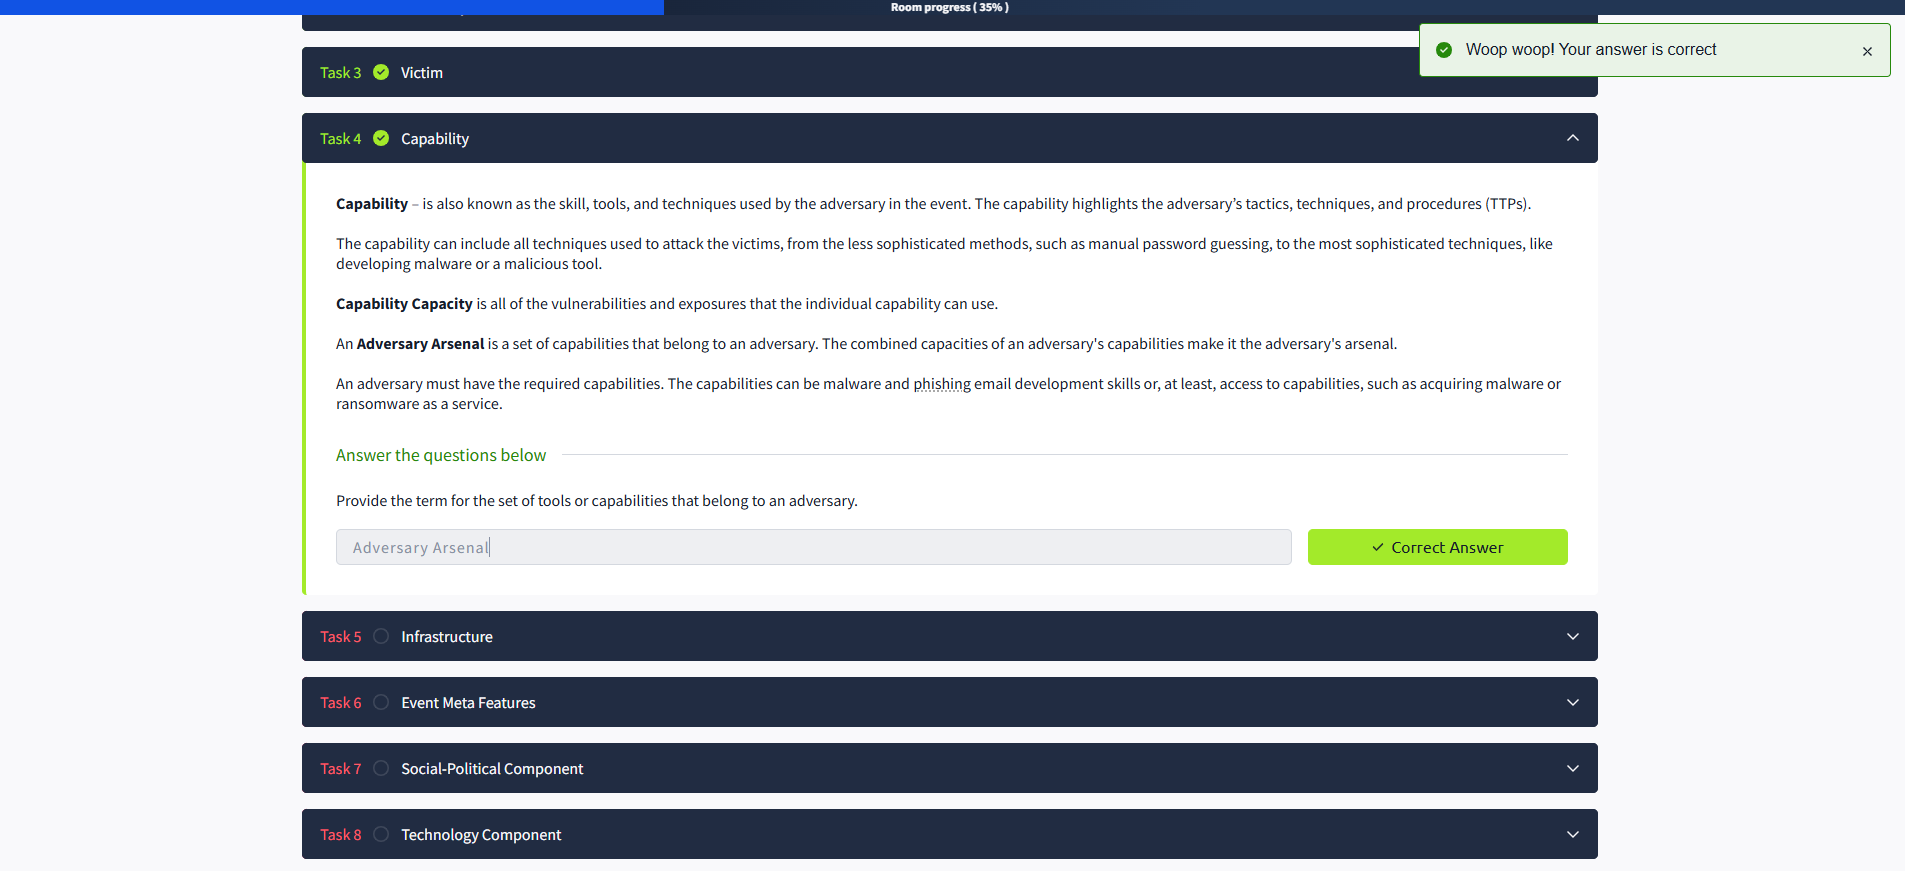 Room progress ( 35% )
Woop woop! Your answer is correct
Task 3 Victim
Task 4 Capability
Capability – is also known as the skill, tools, and techniques used by the adversary in the event. The capability highlights the adversary’s tactics, techniques, and procedures (TTPs).
The capability can include all techniques used to attack the victims, from the less sophisticated methods, such as manual password guessing, to the most sophisticated techniques, like
developing malware or a malicious tool.
Capability Capacity is all of the vulnerabilities and exposures that the individual capability can use.
An Adversary Arsenal is a set of capabilities that belong to an adversary. The combined capacities of an adversary's capabilities make it the adversary's arsenal.
An adversary must have the required capabilities. The capabilities can be malware and phishing email development skills or, at least, access to capabilities, such as acquiring malware or
ransomware as a service.
Answer the questions below
Provide the term for the set of tools or capabilities that belong to an adversary.
Adversary Arsenal
Correct Answer
Task 5 Infrastructure
Task 6 Event Meta Features
Task 7 Social-Political Component
Task 8 Technology Component